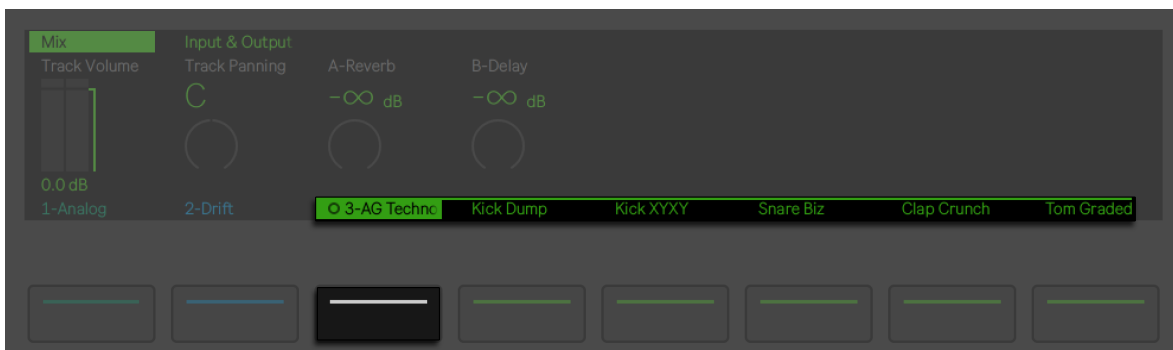 Mix Input & Output
Track Volume Track Panning A-Reverb B-Delay
C -∞ dB -∞ dB
0.0 dB
1-Analog 2-Drift 3-AG Techno Kick Dump Kick XYXY Snare Biz Clap Crunch Tom Graded